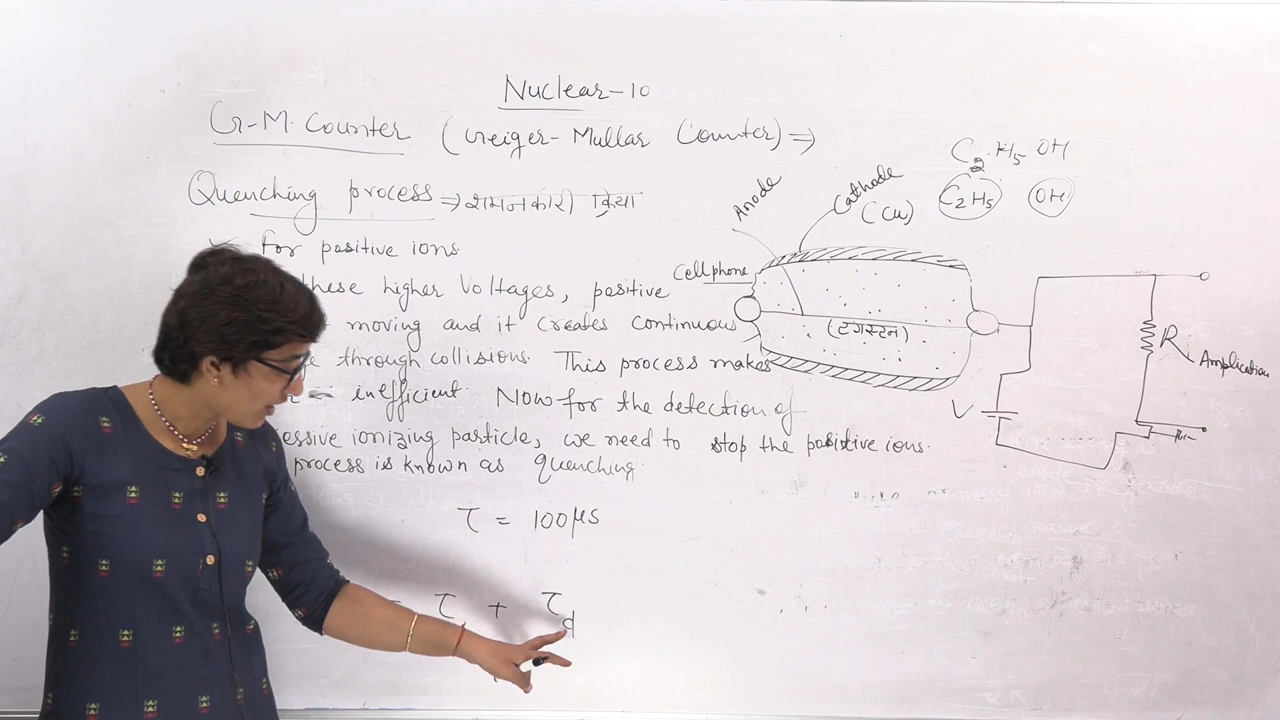 Nuclear-10
G-M. Counter (Geiger-Mullar Counter) ⇒
Quenching process ⇒ शामनकारी क्रिया
✓ For positive ions
these higher Voltages, positive
moving and it creates continuous
through collisions. This process makes
inefficient. Now for the detection of
essive ionizing particle, we need to stop the positive ions.
process is known as quenching.
τ = 100μs
= τ + τd
C2H5 OH
C2H5 OH
Anode
Cathode
(Cu)
Cellphone
(टंगस्टन)
V
R
Amplication